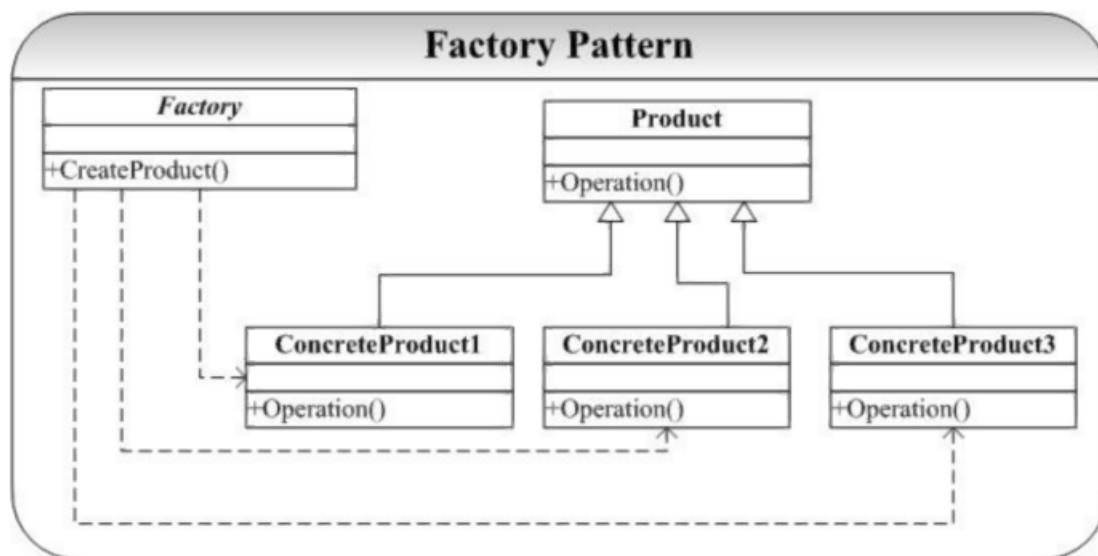 Factory Pattern
Factory
+CreateProduct()
Product
+Operation()
ConcreteProduct1
+Operation()
ConcreteProduct2
+Operation()
ConcreteProduct3
+Operation()